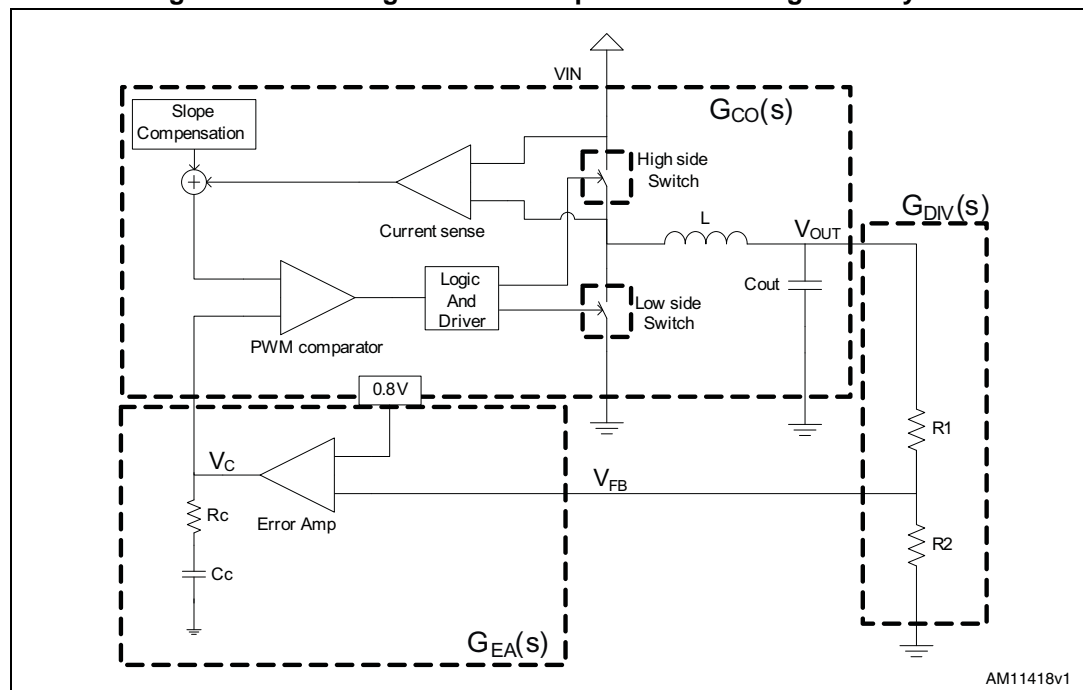 VIN
G_CO(s)
Slope
Compensation
High side
Switch
Current sense
G_DIV(s)
L
V_OUT
Cout
Logic
And
Driver
Low side
Switch
PWM comparator
0.8V
R1
V_C
V_FB
Rc
Error Amp
R2
Cc
G_EA(s)
AM11418v1